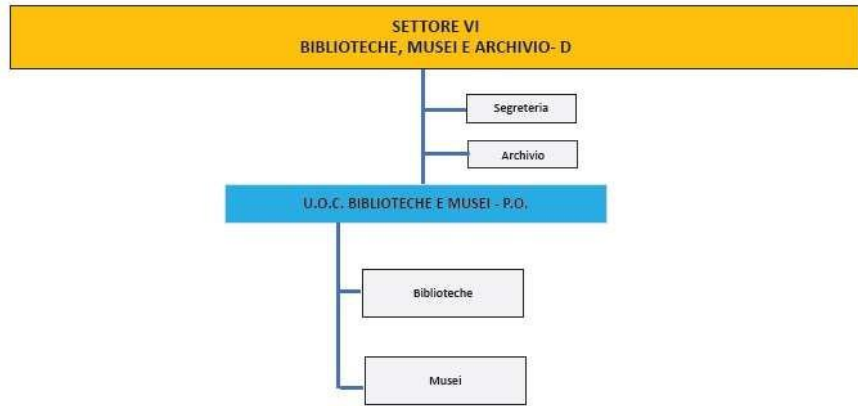 SETTORE VI
BIBLIOTECHE, MUSEI E ARCHIVIO- D
Segreteria
Archivio
U.O.C. BIBLIOTECHE E MUSEI - P.O.
Biblioteche
Musei